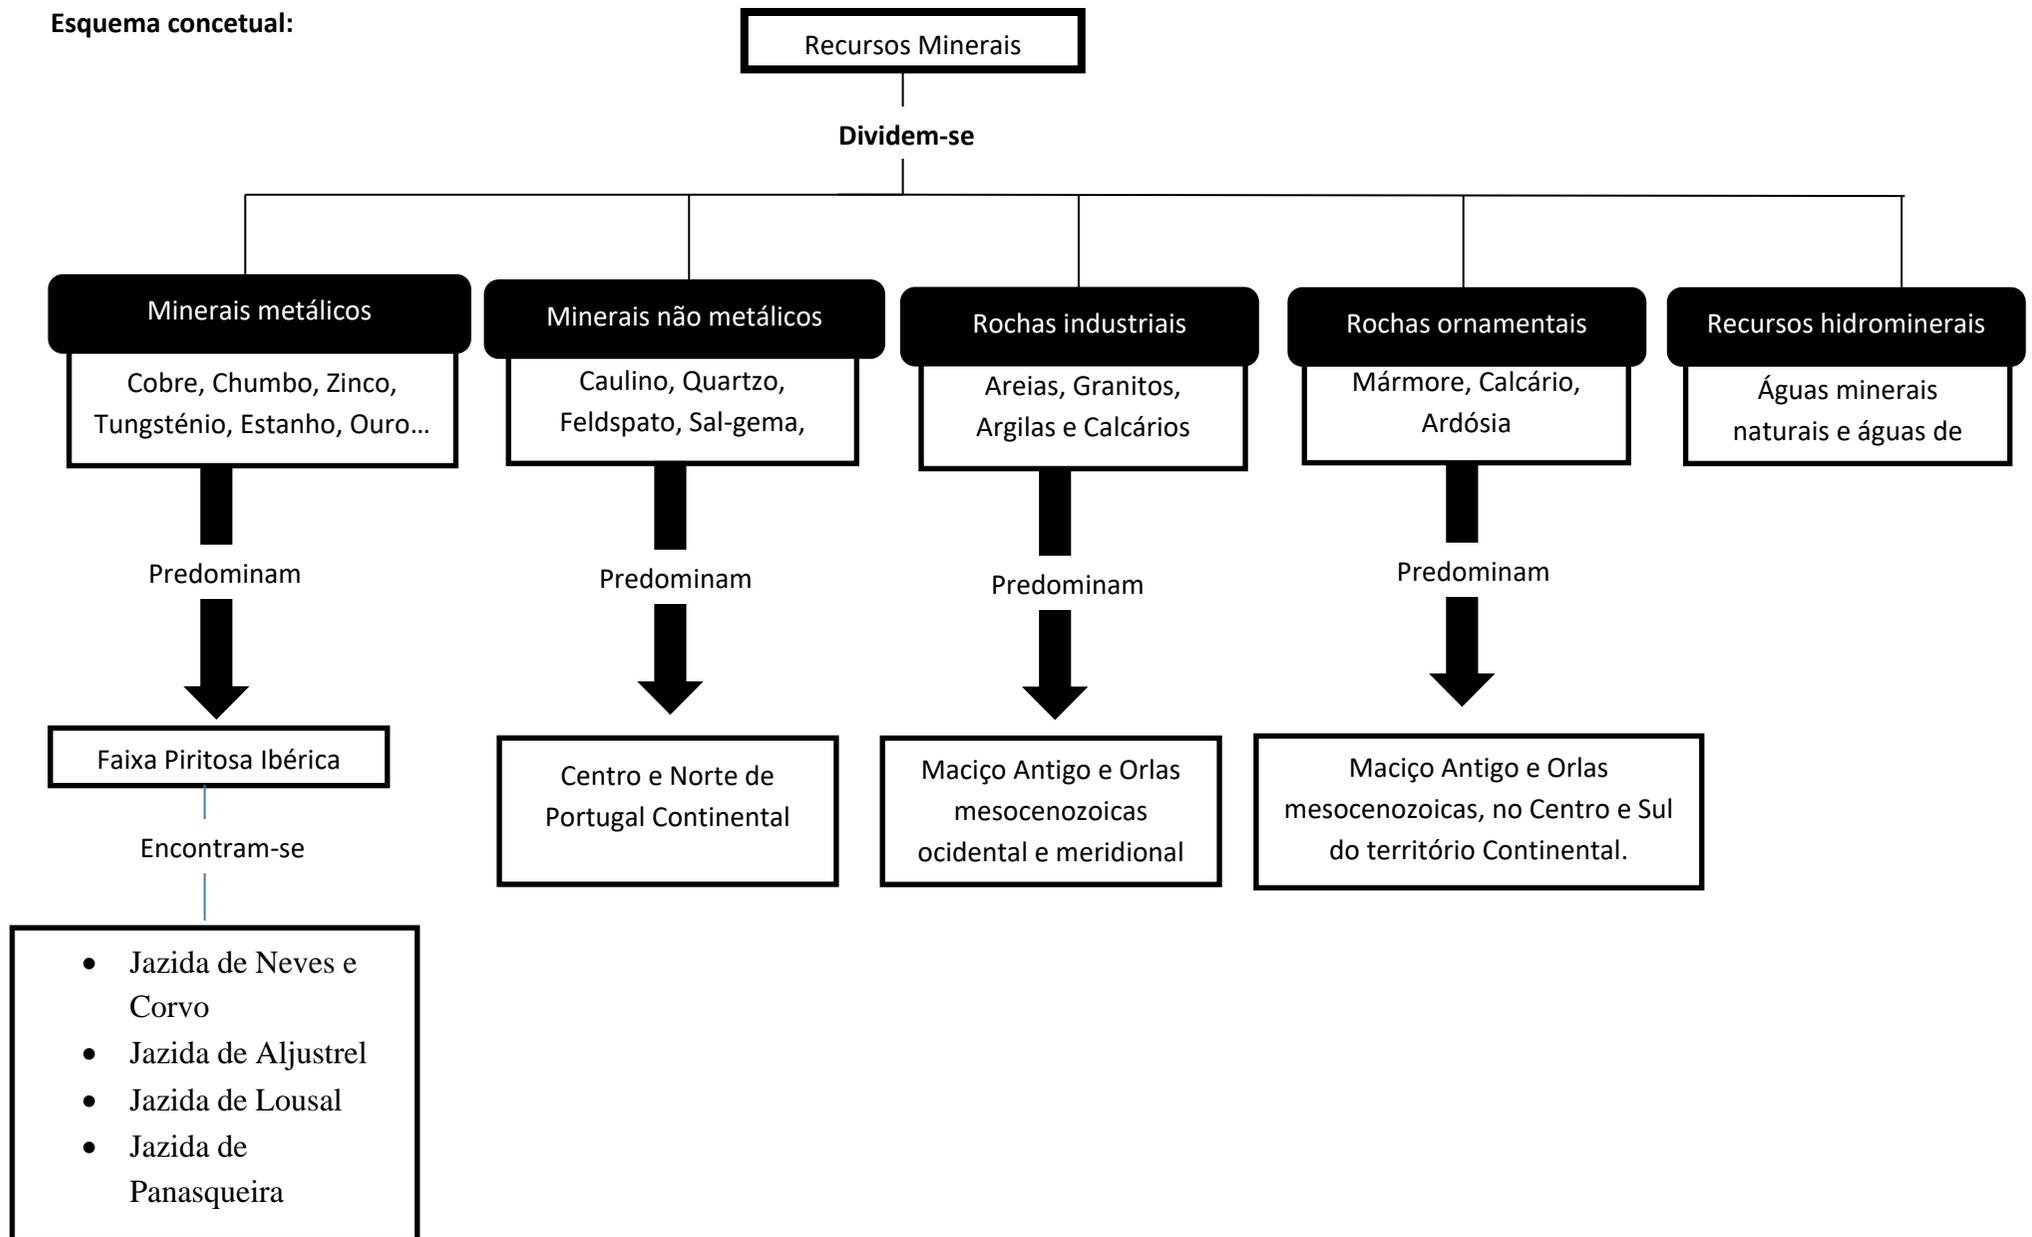 Esquema concetual:
Recursos Minerais
Dividem-se
Minerais metálicos
Cobre, Chumbo, Zinco,
Tungsténio, Estanho, Ouro…
Predominam
Faixa Piritosa Ibérica
Encontram-se
• Jazida de Neves e
Corvo
• Jazida de Aljustrel
• Jazida de Lousal
• Jazida de
Panasqueira
Minerais não metálicos
Caulino, Quartzo,
Feldspato, Sal-gema,
Predominam
Centro e Norte de
Portugal Continental
Rochas industriais
Areias, Granitos,
Argilas e Calcários
Predominam
Maciço Antigo e Orlas
mesocenozoicas
ocidental e meridional
Rochas ornamentais
Mármore, Calcário,
Ardósia
Predominam
Maciço Antigo e Orlas
mesocenozoicas, no Centro e Sul
do território Continental.
Recursos hidrominerais
Águas minerais
naturais e águas de